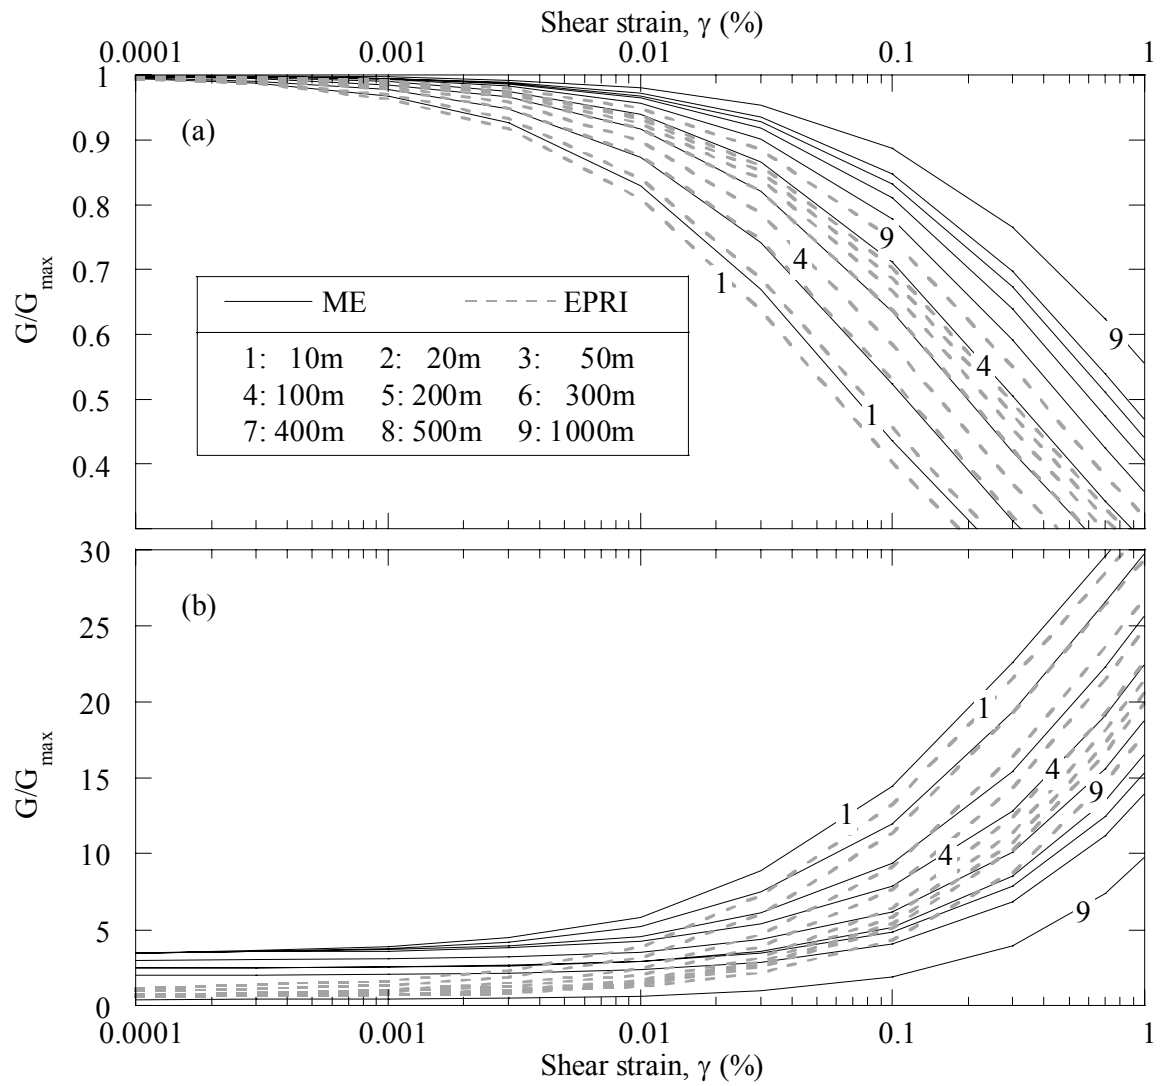 Shear strain, γ (%)
0.0001 0.001 0.01 0.1 1
(a)
G/Gmax
1
0.9
0.8
0.7
0.6
0.5
0.4
9
4
1
9
4
1
ME EPRI
1: 10m 2: 20m 3: 50m
4: 100m 5: 200m 6: 300m
7: 400m 8: 500m 9: 1000m
(b)
G/Gmax
30
25
20
15
10
5
0
1
4
9
1
4
9
0.0001 0.001 0.01 0.1 1
Shear strain, γ (%)